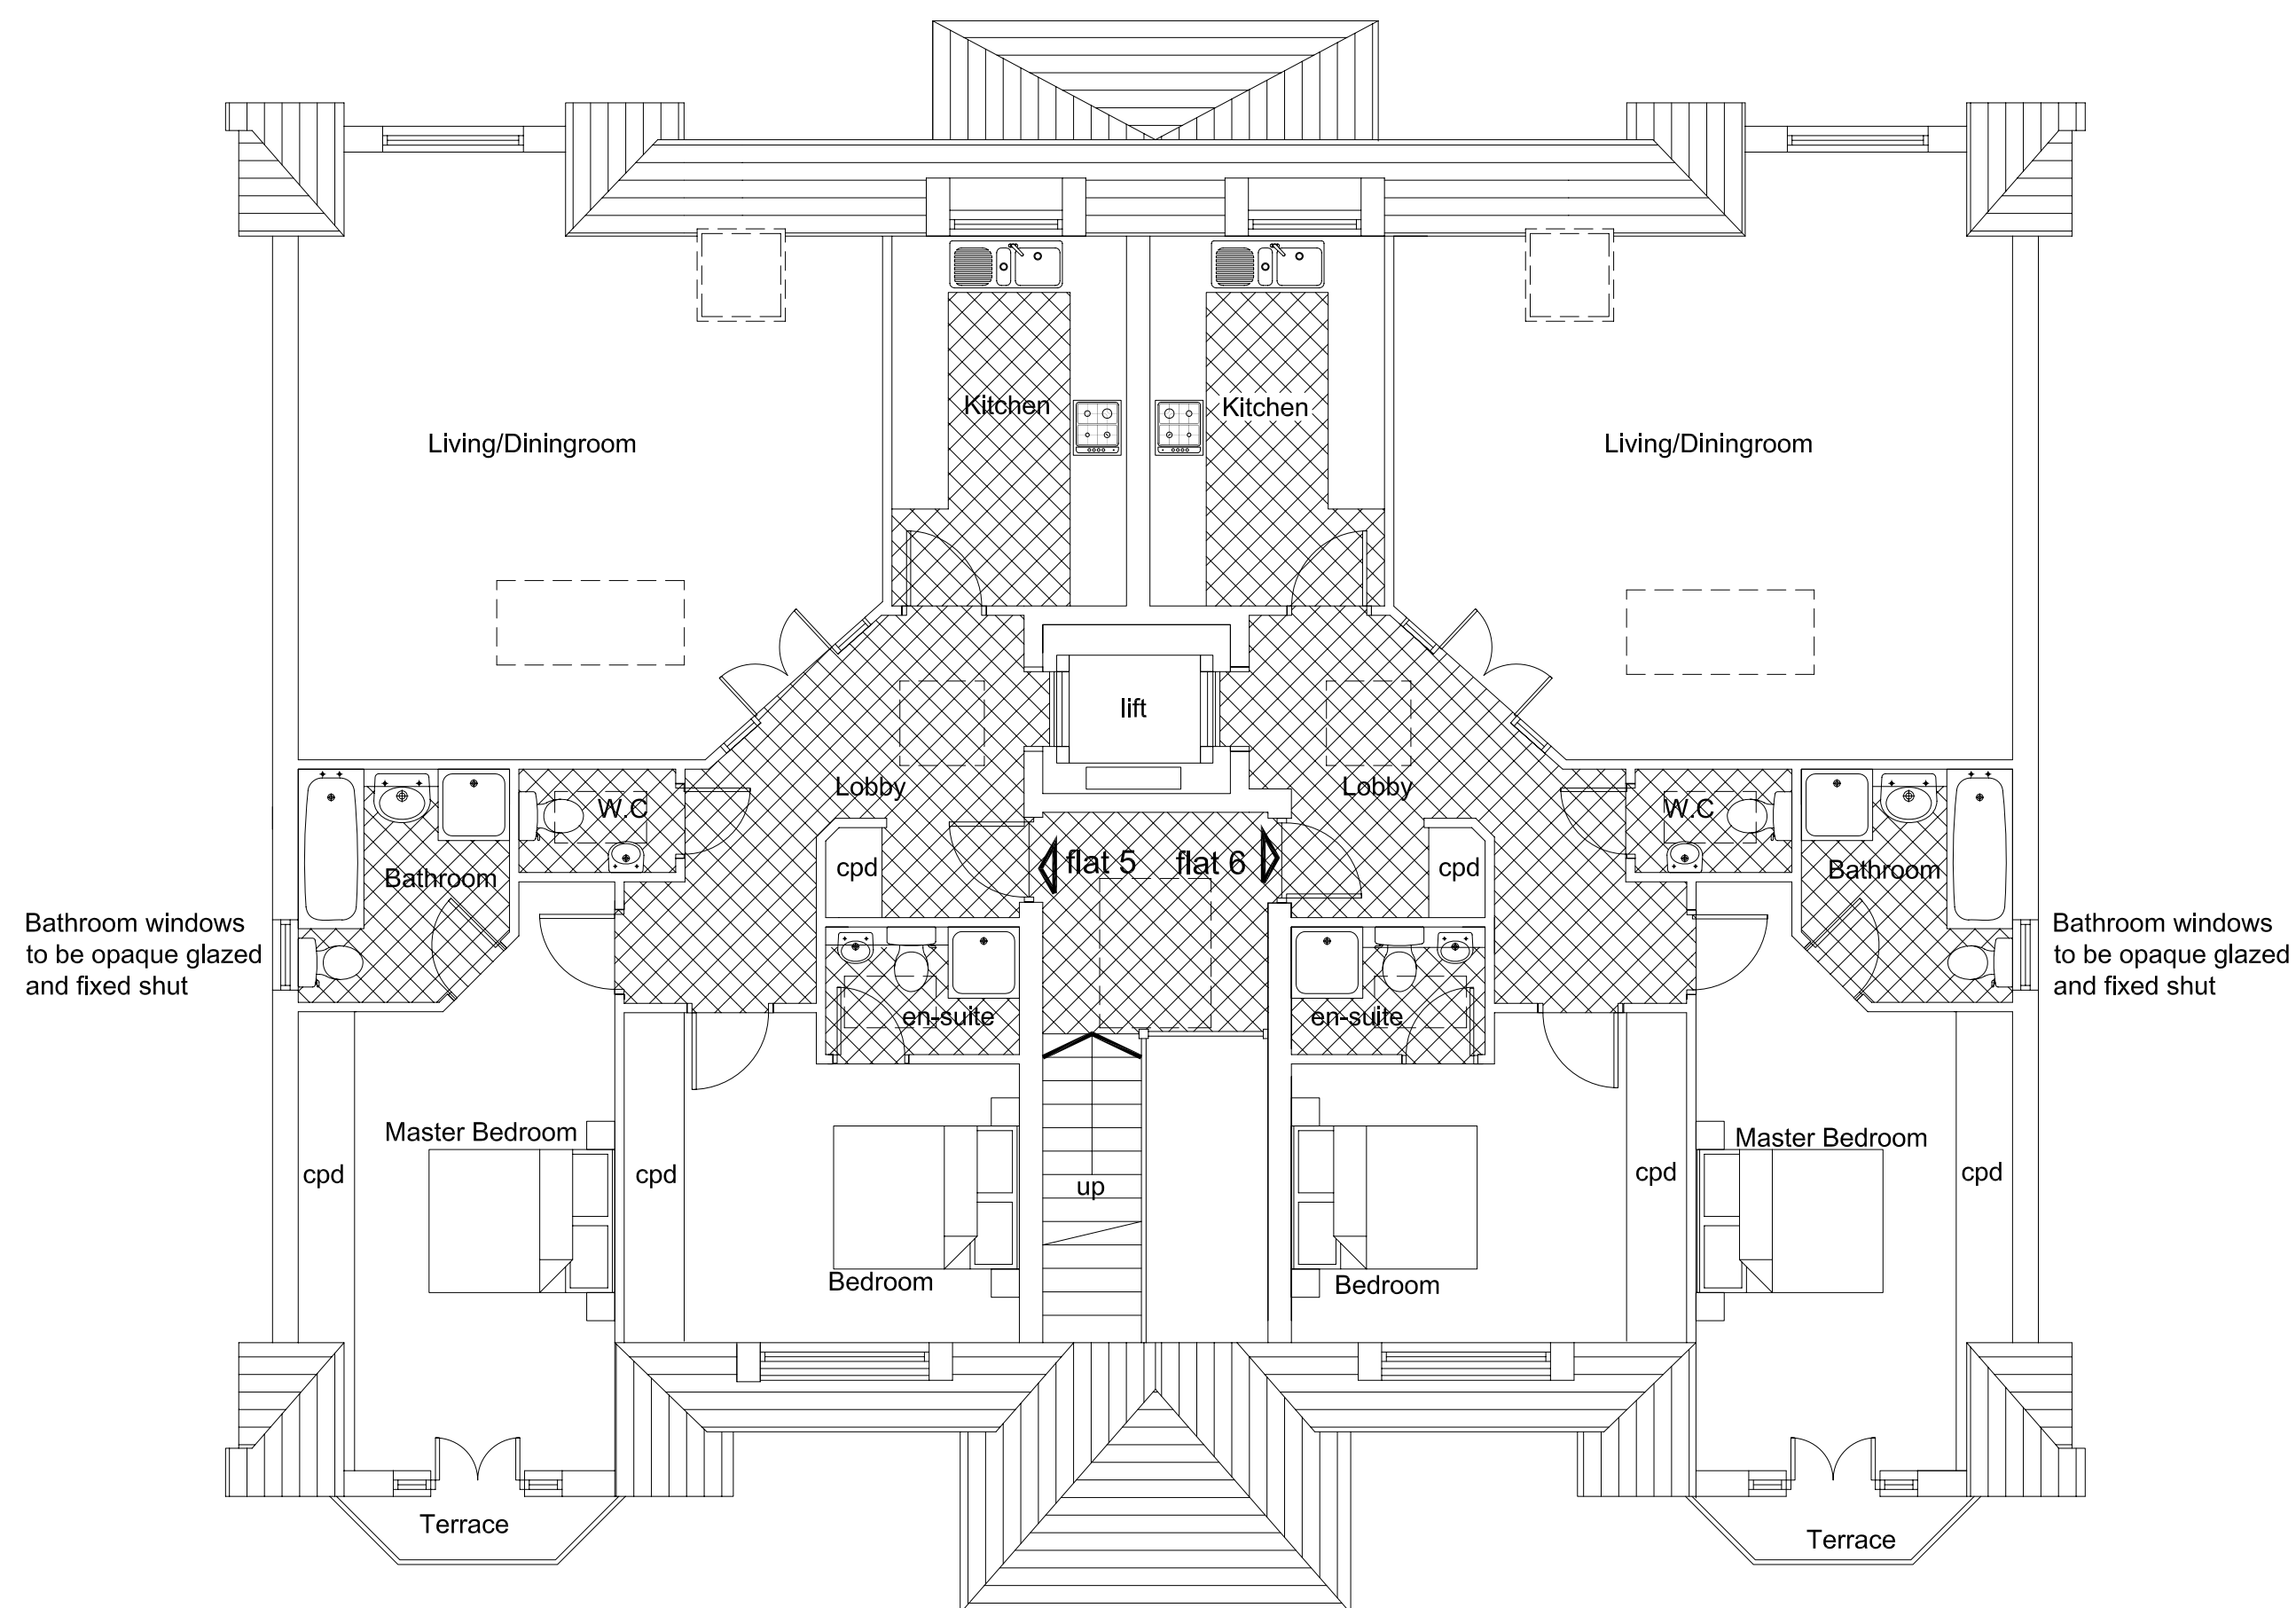 Kitchen
Kitchen
Living/Diningroom
Living/Diningroom
lift
Lobby
Lobby
W.C
W.C
flat 5
flat 6
cpd
cpd
Bathroom
Bathroom
Bathroom windows
to be opaque glazed
and fixed shut
Bathroom windows
to be opaque glazed
and fixed shut
en-suite
en-suite
Master Bedroom
Master Bedroom
cpd
cpd
up
cpd
cpd
Bedroom
Bedroom
Terrace
Terrace